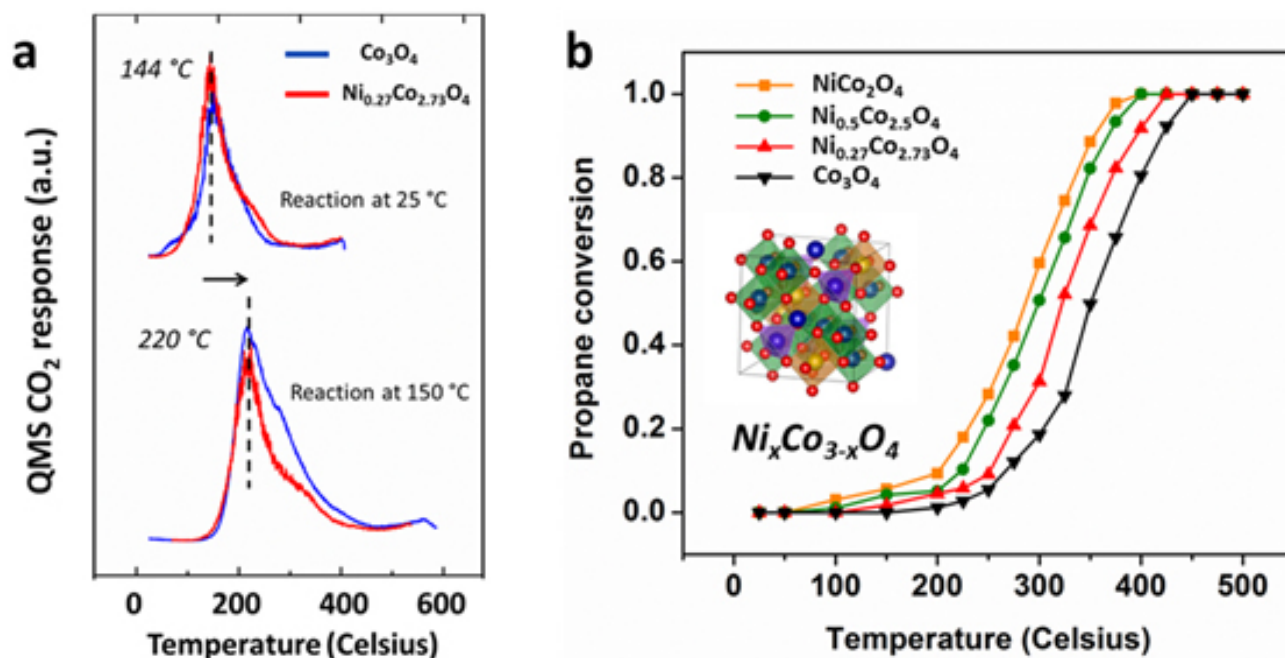 a
144 °C
Co₃O₄
Ni₀.₂₇Co₂.₇₃O₄
Reaction at 25 °C
220 °C
Reaction at 150 °C
QMS CO₂ response (a.u.)
0 200 400 600
Temperature (Celsius)
b
NiCo₂O₄
Ni₀.₅Co₂.₅O₄
Ni₀.₂₇Co₂.₇₃O₄
Co₃O₄
NiₓCo₃₋ₓO₄
Propane conversion
1.0
0.8
0.6
0.4
0.2
0.0
0 100 200 300 400 500
Temperature (Celsius)